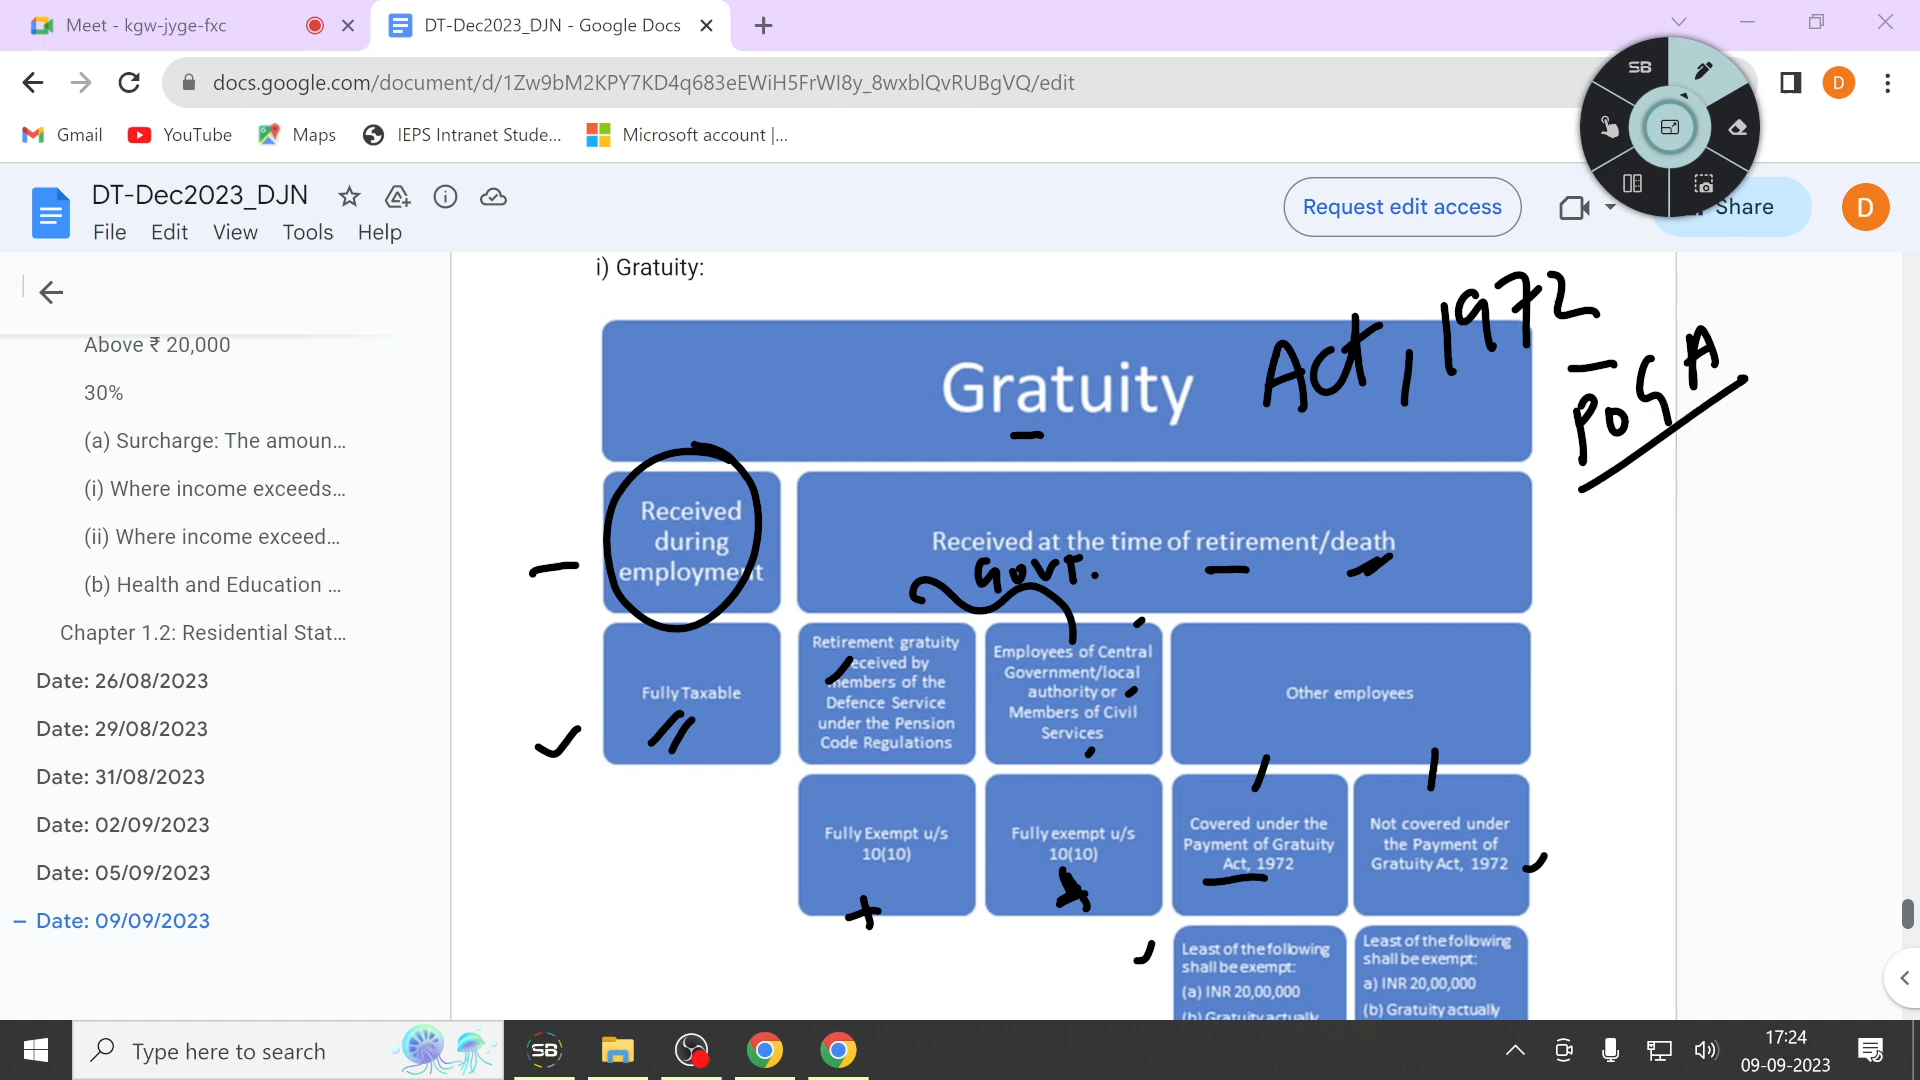 Meet - kgw-jyge-fxc
DT-Dec2023_DJN - Google Docs
docs.google.com/document/d/1Zw9bM2KPY7KD4q683eEWiH5FrWI8y_8wxblQvRUBgVQ/edit
SB
D
Gmail
YouTube
Maps
IEPS Intranet Stude...
Microsoft account |...
DT-Dec2023_DJN
File Edit View Tools Help
Request edit access
Share
D
Above ₹ 20,000
30%
(a) Surcharge: The amoun...
(i) Where income exceeds...
(ii) Where income exceed...
(b) Health and Education ...
Chapter 1.2: Residential Stat...
Date: 26/08/2023
Date: 29/08/2023
Date: 31/08/2023
Date: 02/09/2023
Date: 05/09/2023
Date: 09/09/2023
i) Gratuity:
Gratuity
Act, 1972
POGA
Received
during
employment
Received at the time of retirement/death
Govt.
Fully Taxable
Retirement gratuity
received by
members of the
Defence Service
under the Pension
Code Regulations
Employees of Central
Government/local
authority or
Members of Civil
Services
Other employees
Fully Exempt u/s
10(10)
Fully exempt u/s
10(10)
Covered under the
Payment of Gratuity
Act, 1972
Not covered under
the Payment of
Gratuity Act, 1972
Least of the following
shall be exempt:
(a) INR 20,00,000
(b) Gratuity actually
Least of the following
shall be exempt:
a) INR 20,00,000
(b) Gratuity actually
Type here to search
SB
17:24
09-09-2023